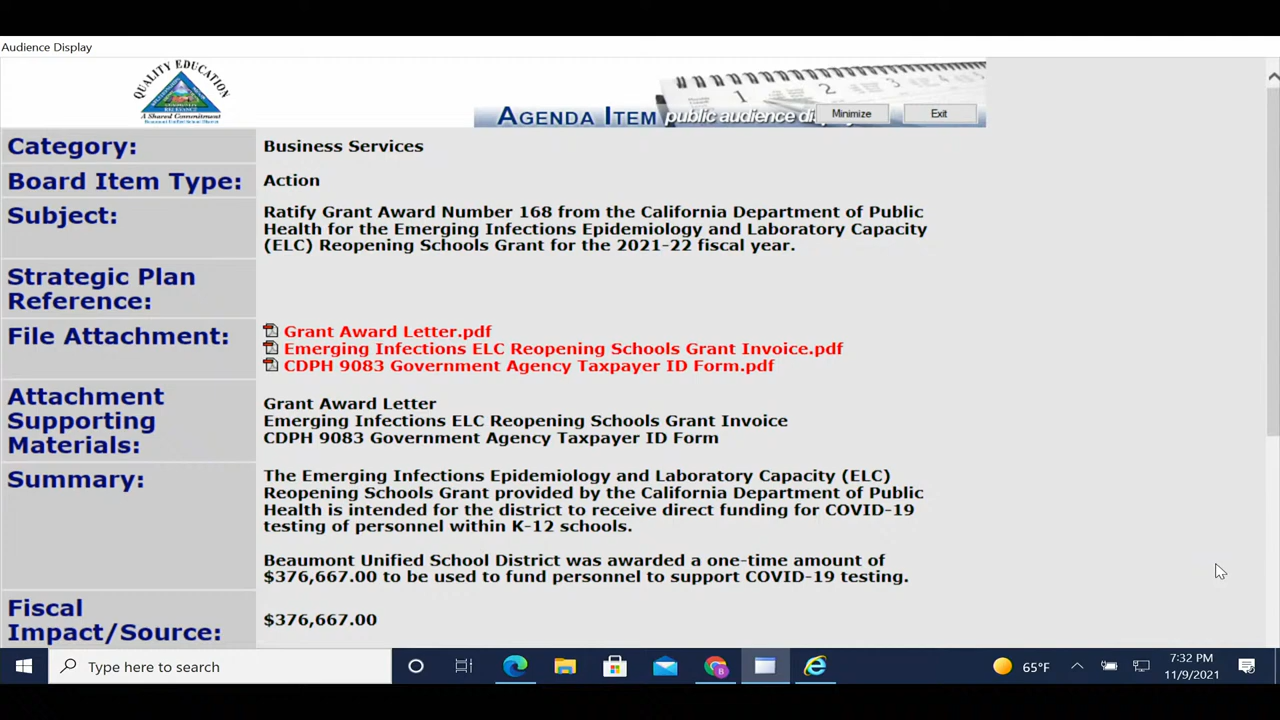 Audience Display
QUALITY EDUCATION
A Shared Commitment
Beaumont Unified School District
AGENDA ITEM public audience disp
Minimize
Exit
Category:
Business Services
Board Item Type:
Action
Subject:
Ratify Grant Award Number 168 from the California Department of Public
Health for the Emerging Infections Epidemiology and Laboratory Capacity
(ELC) Reopening Schools Grant for the 2021-22 fiscal year.
Strategic Plan
Reference:
File Attachment:
Grant Award Letter.pdf
Emerging Infections ELC Reopening Schools Grant Invoice.pdf
CDPH 9083 Government Agency Taxpayer ID Form.pdf
Attachment
Supporting
Materials:
Grant Award Letter
Emerging Infections ELC Reopening Schools Grant Invoice
CDPH 9083 Government Agency Taxpayer ID Form
Summary:
The Emerging Infections Epidemiology and Laboratory Capacity (ELC)
Reopening Schools Grant provided by the California Department of Public
Health is intended for the district to receive direct funding for COVID-19
testing of personnel within K-12 schools.
Beaumont Unified School District was awarded a one-time amount of
$376,667.00 to be used to fund personnel to support COVID-19 testing.
Fiscal
Impact/Source:
$376,667.00
Type here to search
65°F
7:32 PM
11/9/2021